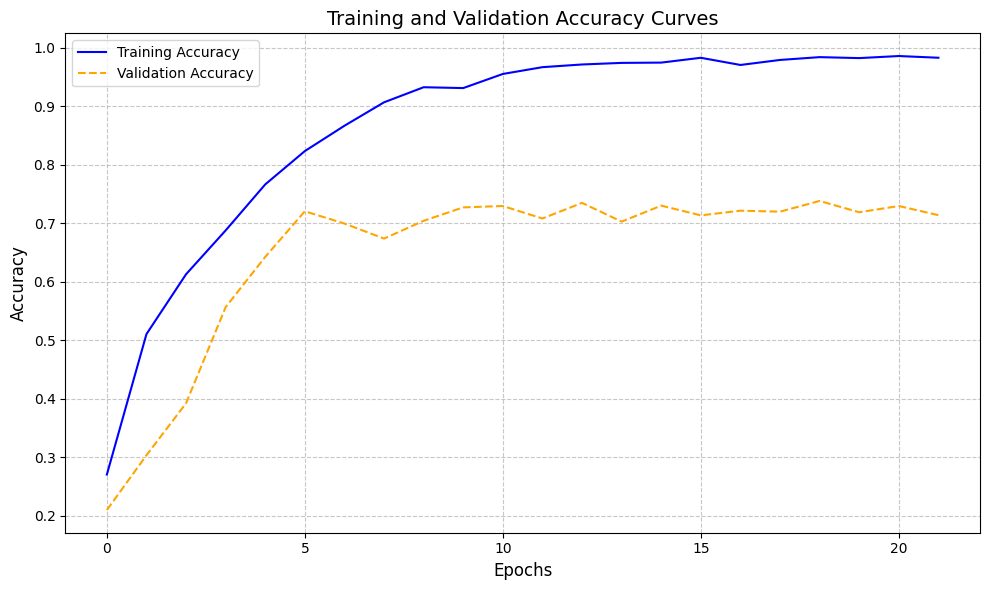 Training and Validation Accuracy Curves
Training Accuracy
Validation Accuracy
Accuracy
1.0
0.9
0.8
0.7
0.6
0.5
0.4
0.3
0.2
0 5 10 15 20
Epochs